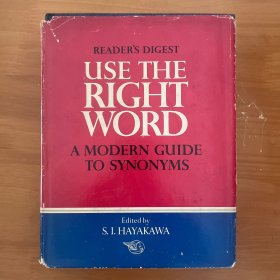 READER'S DIGEST
USE THE
RIGHT
WORD
A MODERN GUIDE
TO SYNONYMS
Edited by
S. I. HAYAKAWA